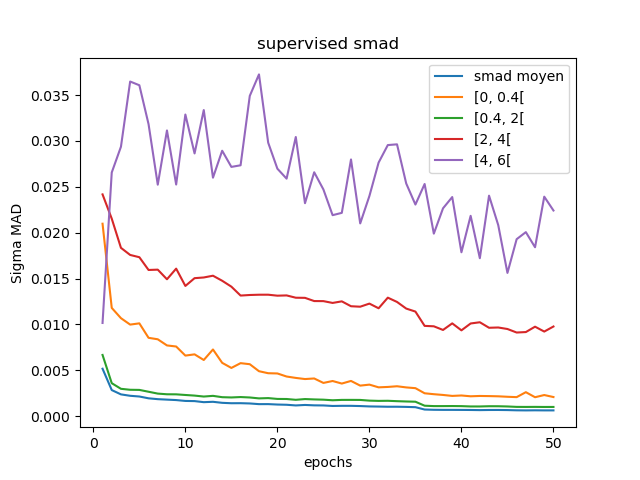 supervised smad
smad moyen
[0, 0.4[
[0.4, 2[
[2, 4[
[4, 6[
Sigma MAD
0.035
0.030
0.025
0.020
0.015
0.010
0.005
0.000
0 10 20 30 40 50
epochs